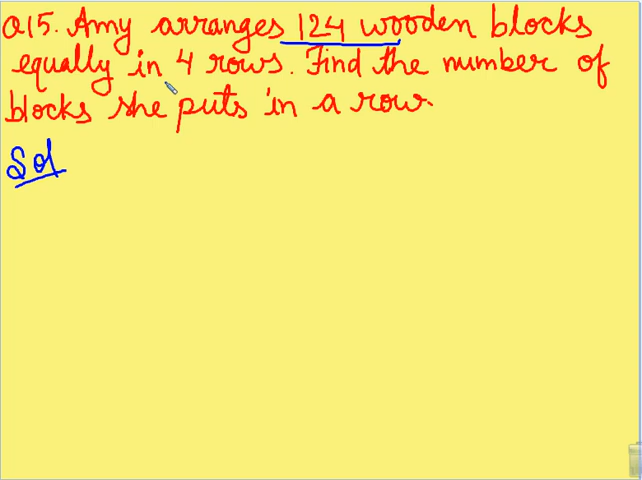 Q15. Amy arranges 124 wooden blocks
equally in 4 rows. Find the number of
blocks she puts in a row.
Sol